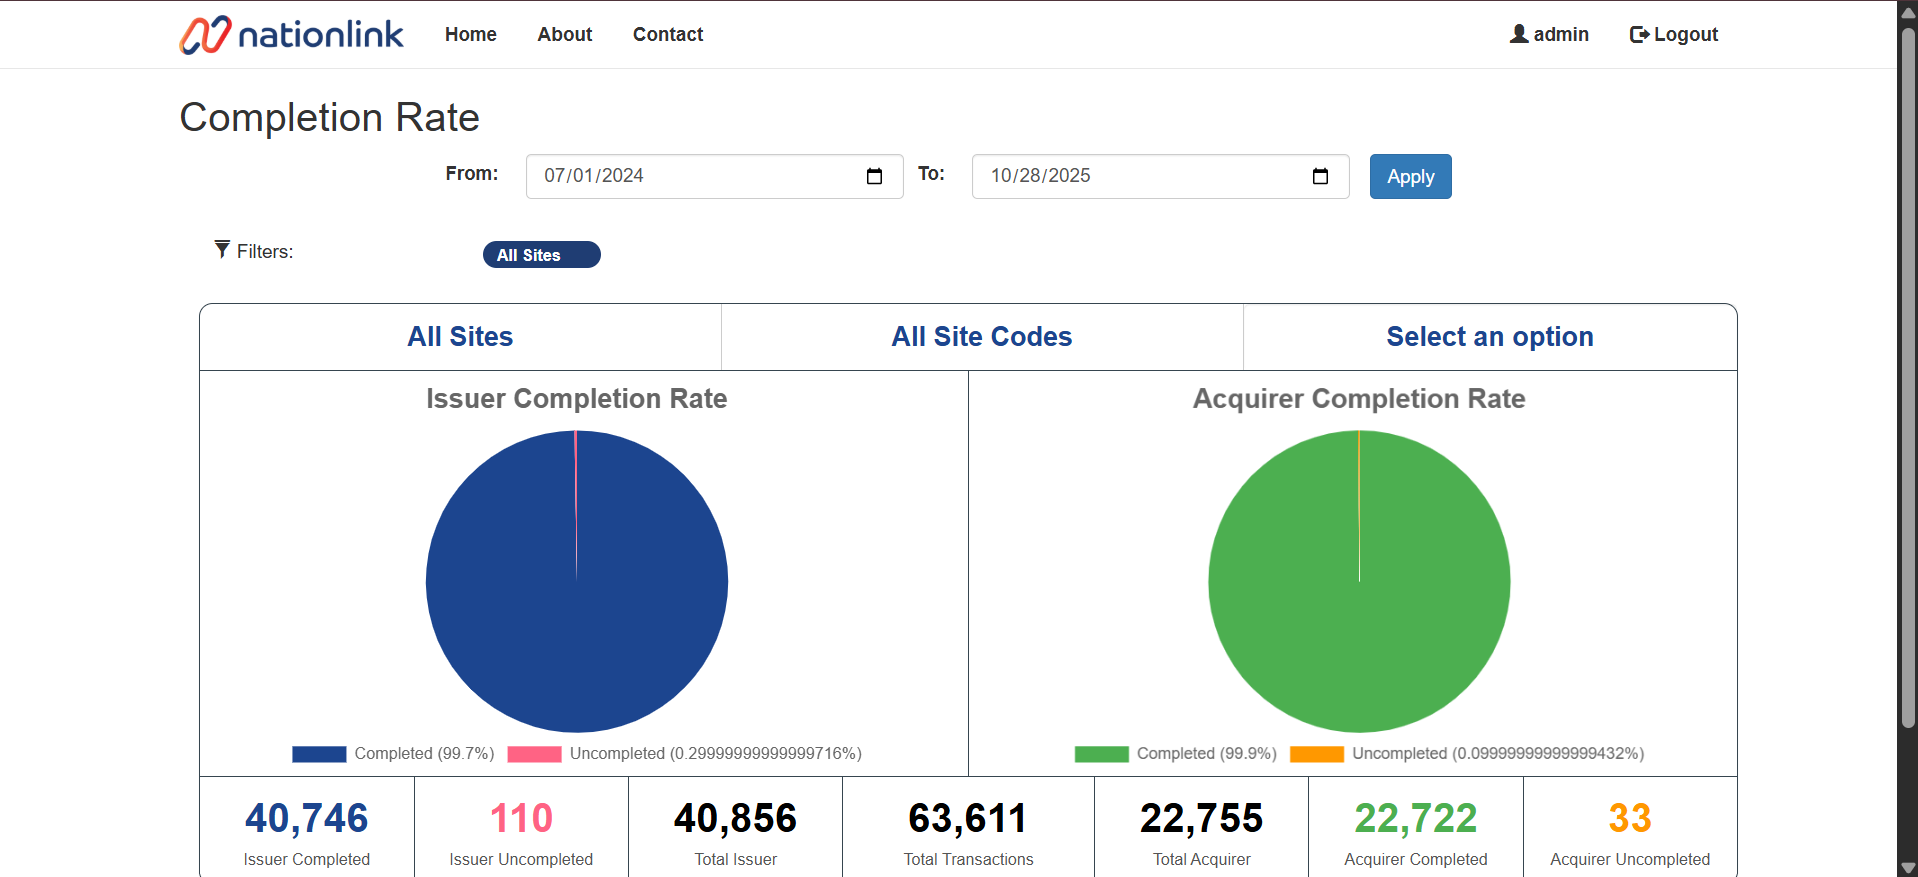 nationlink Home About Contact admin Logout
Completion Rate
From: 07/01/2024 To: 10/28/2025 Apply
Filters: All Sites
All Sites All Site Codes Select an option
Issuer Completion Rate Acquirer Completion Rate
Completed (99.7%) Uncompleted (0.29999999999999716%) Completed (99.9%) Uncompleted (0.09999999999999432%)
40,746 110 40,856 63,611 22,755 22,722 33
Issuer Completed Issuer Uncompleted Total Issuer Total Transactions Total Acquirer Acquirer Completed Acquirer Uncompleted